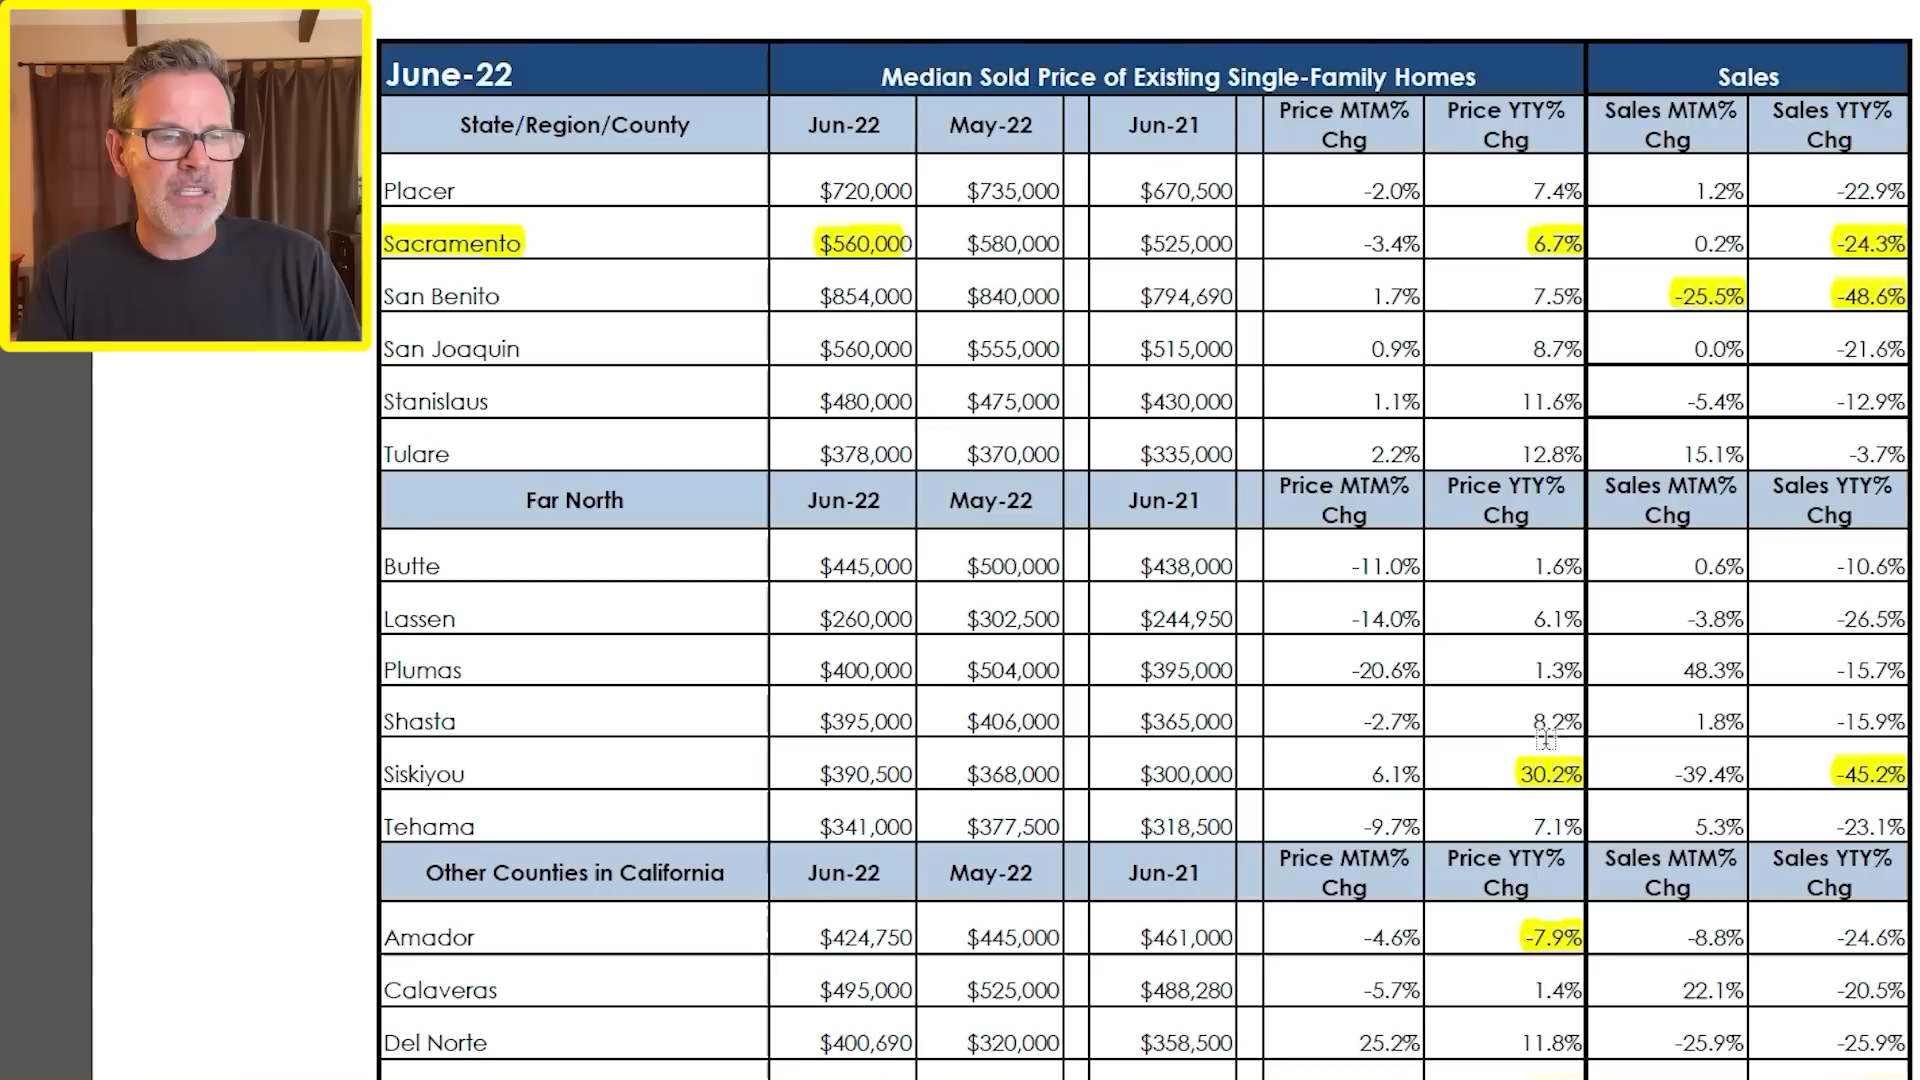 June-22 Median Sold Price of Existing Single-Family Homes Sales
State/Region/County Jun-22 May-22 Jun-21 Price MTM% Chg Price YTY% Chg Sales MTM% Chg Sales YTY% Chg
Placer $720,000 $735,000 $670,500 -2.0% 7.4% 1.2% -22.9%
Sacramento $560,000 $580,000 $525,000 -3.4% 6.7% 0.2% -24.3%
San Benito $854,000 $840,000 $794,690 1.7% 7.5% -25.5% -48.6%
San Joaquin $560,000 $555,000 $515,000 0.9% 8.7% 0.0% -21.6%
Stanislaus $480,000 $475,000 $430,000 1.1% 11.6% -5.4% -12.9%
Tulare $378,000 $370,000 $335,000 2.2% 12.8% 15.1% -3.7%
Far North Jun-22 May-22 Jun-21 Price MTM% Chg Price YTY% Chg Sales MTM% Chg Sales YTY% Chg
Butte $445,000 $500,000 $438,000 -11.0% 1.6% 0.6% -10.6%
Lassen $260,000 $302,500 $244,950 -14.0% 6.1% -3.8% -26.5%
Plumas $400,000 $504,000 $395,000 -20.6% 1.3% 48.3% -15.7%
Shasta $395,000 $406,000 $365,000 -2.7% 8.2% 1.8% -15.9%
Siskiyou $390,500 $368,000 $300,000 6.1% 30.2% -39.4% -45.2%
Tehama $341,000 $377,500 $318,500 -9.7% 7.1% 5.3% -23.1%
Other Counties in California Jun-22 May-22 Jun-21 Price MTM% Chg Price YTY% Chg Sales MTM% Chg Sales YTY% Chg
Amador $424,750 $445,000 $461,000 -4.6% -7.9% -8.8% -24.6%
Calaveras $495,000 $525,000 $488,280 -5.7% 1.4% 22.1% -20.5%
Del Norte $400,690 $320,000 $358,500 25.2% 11.8% -25.9% -25.9%